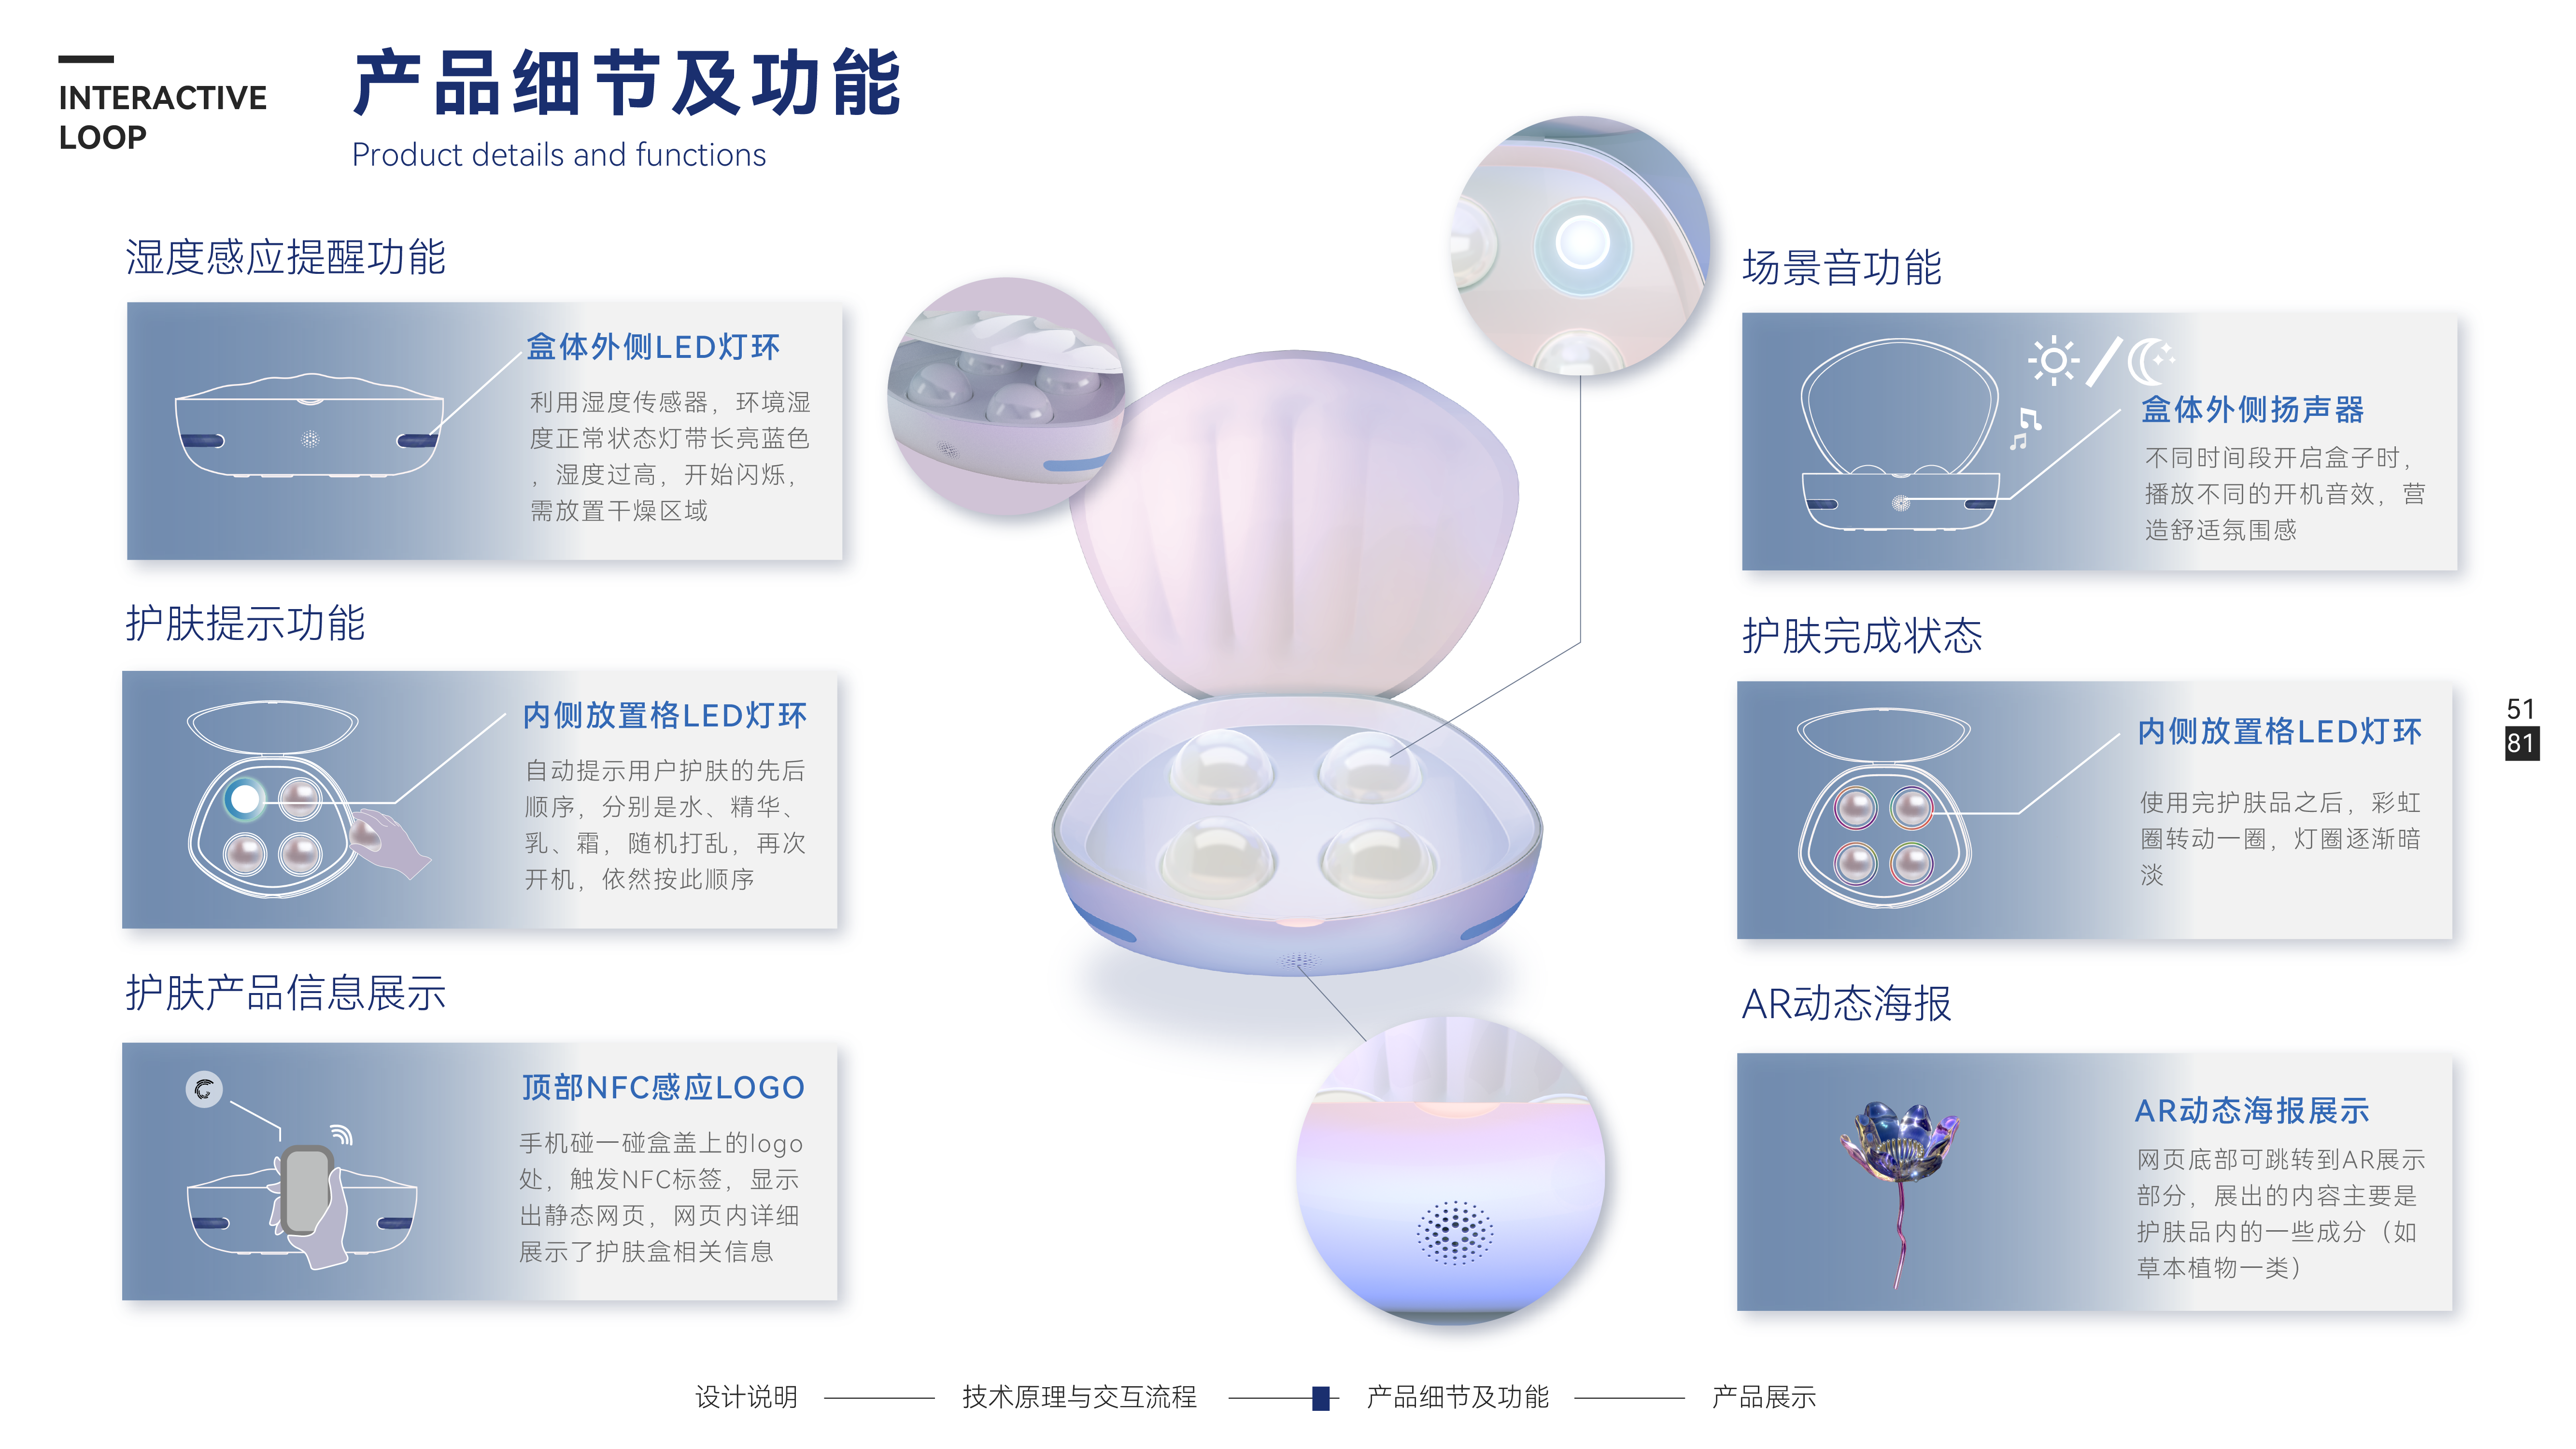 INTERACTIVE
LOOP
产品细节及功能
Product details and functions
湿度感应提醒功能
盒体外侧LED灯环
利用湿度传感器，环境湿
度正常状态灯带长亮蓝色
，湿度过高，开始闪烁，
需放置干燥区域
护肤提示功能
内侧放置格LED灯环
自动提示用户护肤的先后
顺序，分别是水、精华、
乳、霜，随机打乱，再次
开机，依然按此顺序
护肤产品信息展示
顶部NFC感应LOGO
手机碰一碰盒盖上的logo
处，触发NFC标签，显示
出静态网页，网页内详细
展示了护肤盒相关信息
场景音功能
盒体外侧扬声器
不同时间段开启盒子时，
播放不同的开机音效，营
造舒适氛围感
护肤完成状态
内侧放置格LED灯环
使用完护肤品之后，彩虹
圈转动一圈，灯圈逐渐暗
淡
AR动态海报
AR动态海报展示
网页底部可跳转到AR展示
部分，展出的内容主要是
护肤品内的一些成分（如
草本植物一类）
51
81
设计说明
技术原理与交互流程
产品细节及功能
产品展示